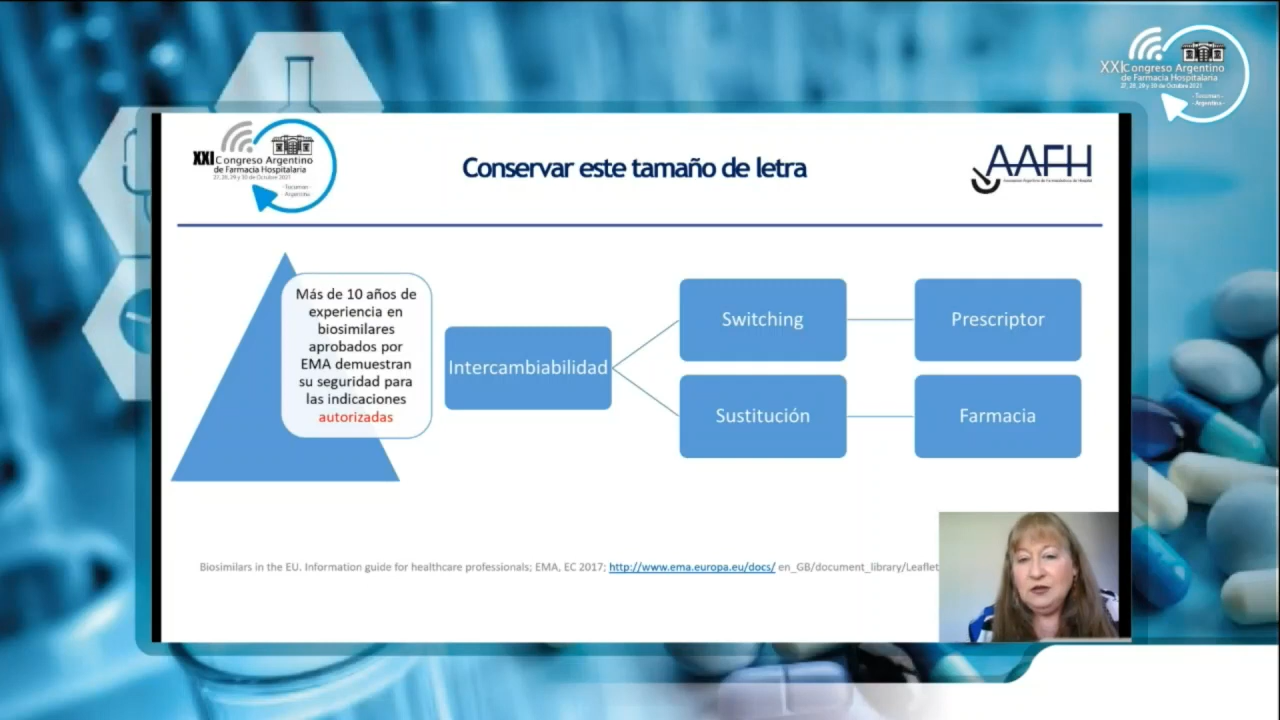 XXI Congreso Argentino
de Farmacia Hospitalaria
27, 28, 29 y 30 de Octubre 2021
- Tucumán -
Argentina -
XXI Congreso Argentino
de Farmacia Hospitalaria
27, 28, 29 y 30 de Octubre 2021
- Tucumán -
Argentina -
Conservar este tamaño de letra
AAFH
Asociación Argentina de Farmacéuticos de Hospital
Más de 10 años de
experiencia en
biosimilares
aprobados por
EMA demuestran
su seguridad para
las indicaciones
autorizadas
Intercambiabilidad
Switching
Prescriptor
Sustitución
Farmacia
Biosimilars in the EU. Information guide for healthcare professionals; EMA, EC 2017; http://www.ema.europa.eu/docs/ en_GB/document_library/Leaflet